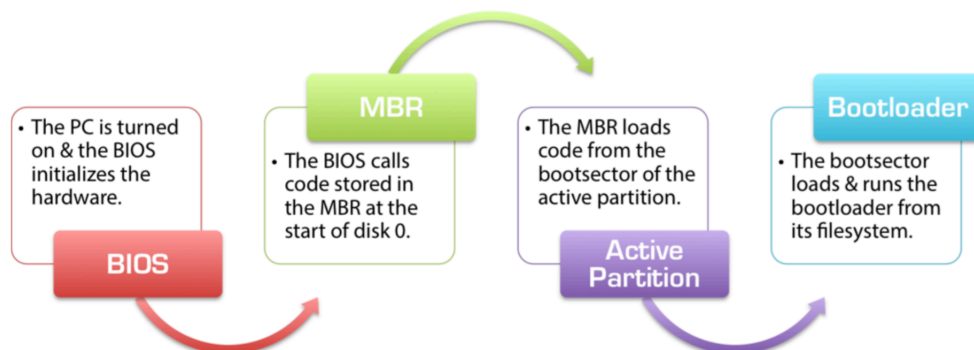 • The PC is turned
on & the BIOS
initializes the
hardware.
BIOS
MBR
• The BIOS calls
code stored in
the MBR at the
start of disk 0.
• The MBR loads
code from the
bootsector of the
active partition.
Active
Partition
Bootloader
• The bootsector
loads & runs the
bootloader from
its filesystem.